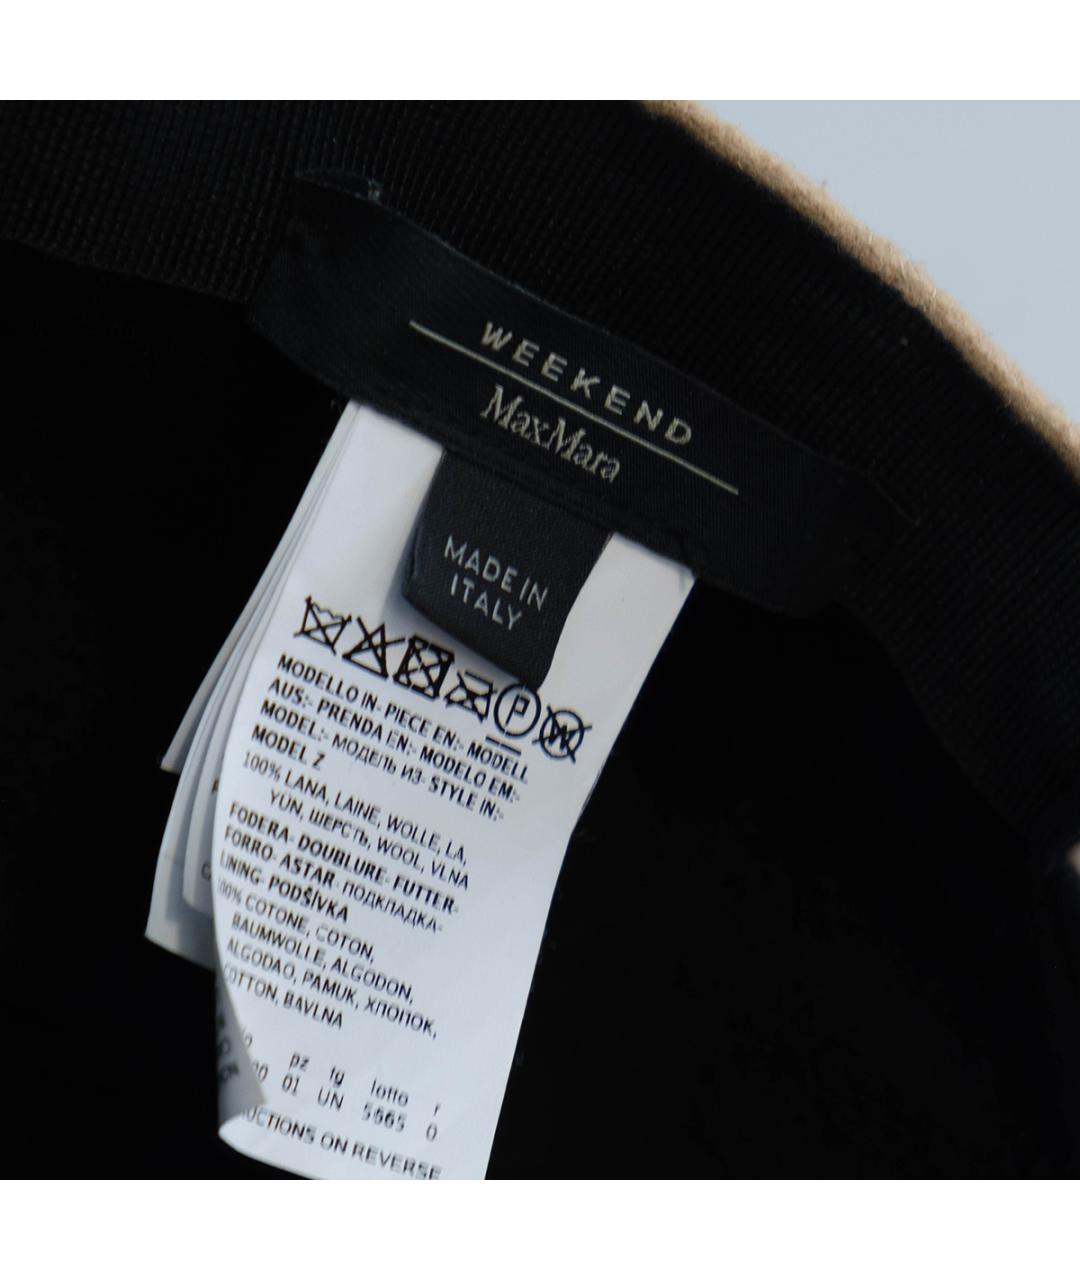 WEEKEND
MaxMara
MADE IN
ITALY
P
W
MODELLO IN- PIECE EN:- MODELL
AUS:- PRENDA EN:- MODELO EM:-
MODEL:- МОДЕЛЬ ИЗ- STYLE IN:-
MODEL Z
100% LANA, LAINE, WOLLE, LA,
YÜN, ШЕРСТЬ, WOOL, VLNA
FODERA- DOUBLURE- FUTTER-
FORRO- ASTAR- ПОДКЛАДКА-
LINING- PODŠÍVKA
100% COTONE, COTON,
BAUMWOLLE, ALGODON,
ALGODAO, PAMUK, ХЛОПОК,
COTTON, BAVLNA
pz tg lotto r
01 UN 5665 0
ON REVERSE